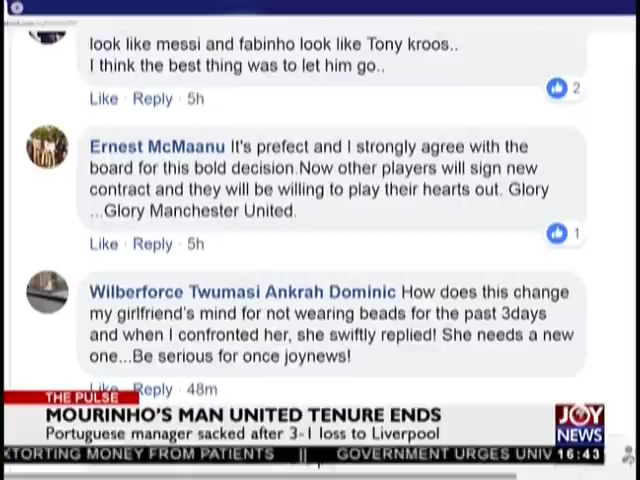 look like messi and fabinho look like Tony kroos..
I think the best thing was to let him go..
Like · Reply · 5h
2
Ernest McMaanu It's prefect and I strongly agree with the
board for this bold decision.Now other players will sign new
contract and they will be willing to play their hearts out. Glory
...Glory Manchester United.
Like · Reply · 5h
1
Wilberforce Twumasi Ankrah Dominic How does this change
my girlfriend's mind for not wearing beads for the past 3days
and when I confronted her, she swiftly replied! She needs a new
one...Be serious for once joynews!
Like · Reply · 48m
THE PULSE
MOURINHO'S MAN UNITED TENURE ENDS
Portuguese manager sacked after 3-1 loss to Liverpool
JOY
NEWS
XTORTING MONEY FROM PATIENTS GOVERNMENT URGES UNIV 16:43